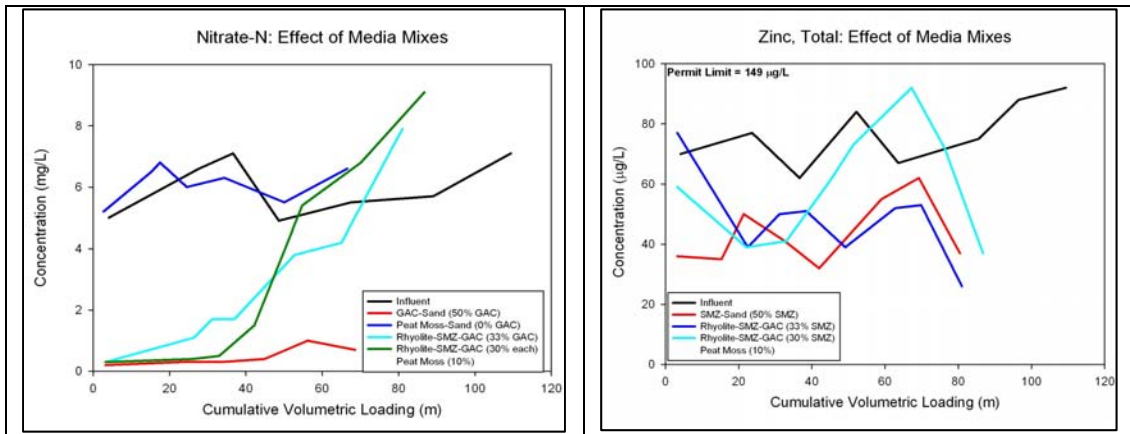 Nitrate-N: Effect of Media Mixes
10
8
6
4
2
0
Concentration (mg/L)
Influent
GAC-Sand (50% GAC)
Peat Moss-Sand (0% GAC)
Rhyolite-SMZ-GAC (33% GAC)
Rhyolite-SMZ-GAC (30% each)
Peat Moss (10%)
0 20 40 60 80 100 120
Cumulative Volumetric Loading (m)
Zinc, Total: Effect of Media Mixes
100
Permit Limit = 149 µg/L
80
60
40
20
0
Concentration (µg/L)
Influent
SMZ-Sand (50% SMZ)
Rhyolite-SMZ-GAC (33% SMZ)
Rhyolite-SMZ-GAC (30% SMZ)
Peat Moss (10%)
0 20 40 60 80 100 120
Cumulative Volumetric Loading (m)